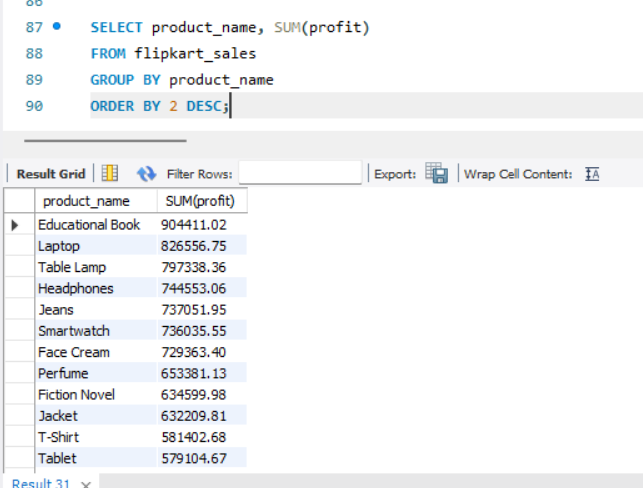 86
87 SELECT product_name, SUM(profit)
88 FROM flipkart_sales
89 GROUP BY product_name
90 ORDER BY 2 DESC;
Result Grid Filter Rows: Export: Wrap Cell Content: IA
product_name SUM(profit)
Educational Book 904411.02
Laptop 826556.75
Table Lamp 797338.36
Headphones 744553.06
Jeans 737051.95
Smartwatch 736035.55
Face Cream 729363.40
Perfume 653381.13
Fiction Novel 634599.98
Jacket 632209.81
T-Shirt 581402.68
Tablet 579104.67
Result 31